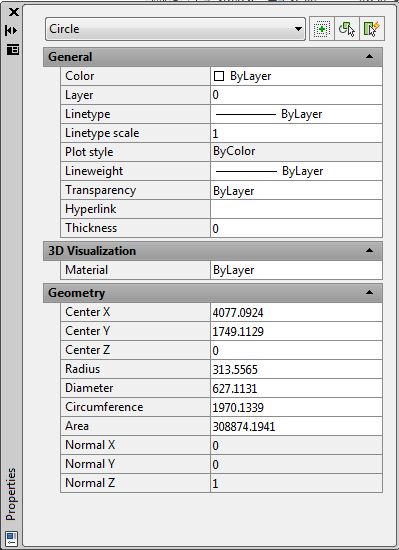 Circle
General
Color ByLayer
Layer 0
Linetype ByLayer
Linetype scale 1
Plot style ByColor
Lineweight ByLayer
Transparency ByLayer
Hyperlink
Thickness 0
3D Visualization
Material ByLayer
Geometry
Center X 4077.0924
Center Y 1749.1129
Center Z 0
Radius 313.5565
Diameter 627.1131
Circumference 1970.1339
Area 308874.1941
Normal X 0
Normal Y 0
Normal Z 1
Properties